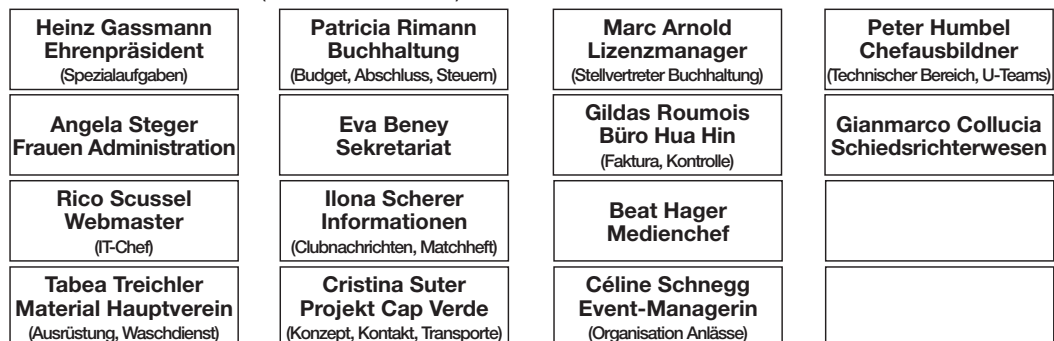 Heinz Gassmann
Ehrenpräsident
(Spezialaufgaben)
Patricia Rimann
Buchhaltung
(Budget, Abschluss, Steuern)
Marc Arnold
Lizenzmanager
(Stellvertreter Buchhaltung)
Peter Humbel
Chefausbildner
(Technischer Bereich, U-Teams)
Angela Steger
Frauen Administration
Eva Beney
Sekretariat
Gildas Roumois
Büro Hua Hin
(Faktura, Kontrolle)
Gianmarco Collucia
Schiedsrichterwesen
Rico Scussel
Webmaster
(IT-Chef)
Ilona Scherer
Informationen
(Clubnachrichten, Matchheft)
Beat Hager
Medienchef
Tabea Treichler
Material Hauptverein
(Ausrüstung, Waschdienst)
Cristina Suter
Projekt Cap Verde
(Konzept, Kontakt, Transporte)
Céline Schnegg
Event-Managerin
(Organisation Anlässe)